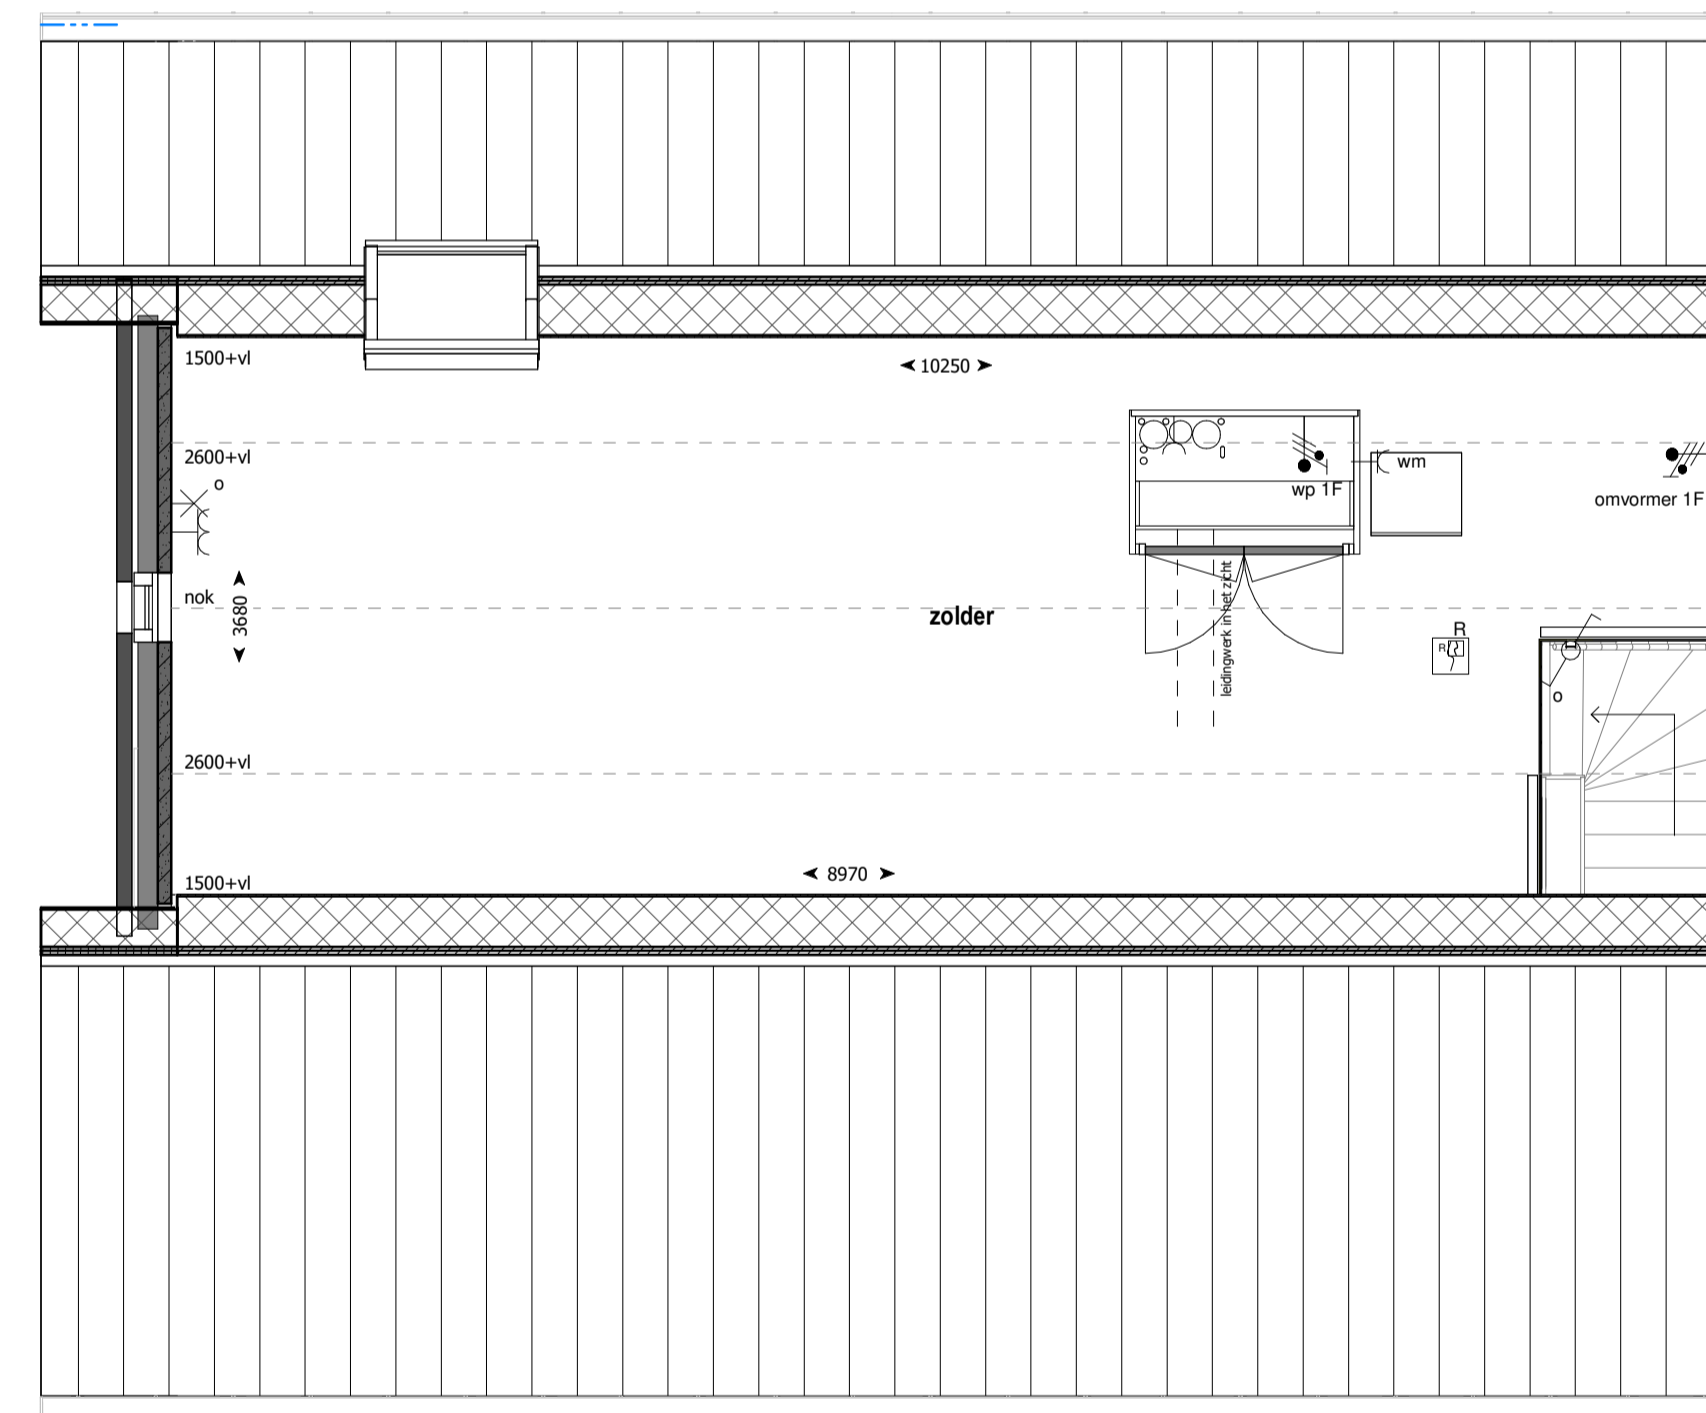 1500+vl
10250
2600+vl
o
wm
wp 1F
omvormer 1F
nok
3680
zolder
leidingwerk in het zicht
R
R
o
2600+vl
8970
1500+vl